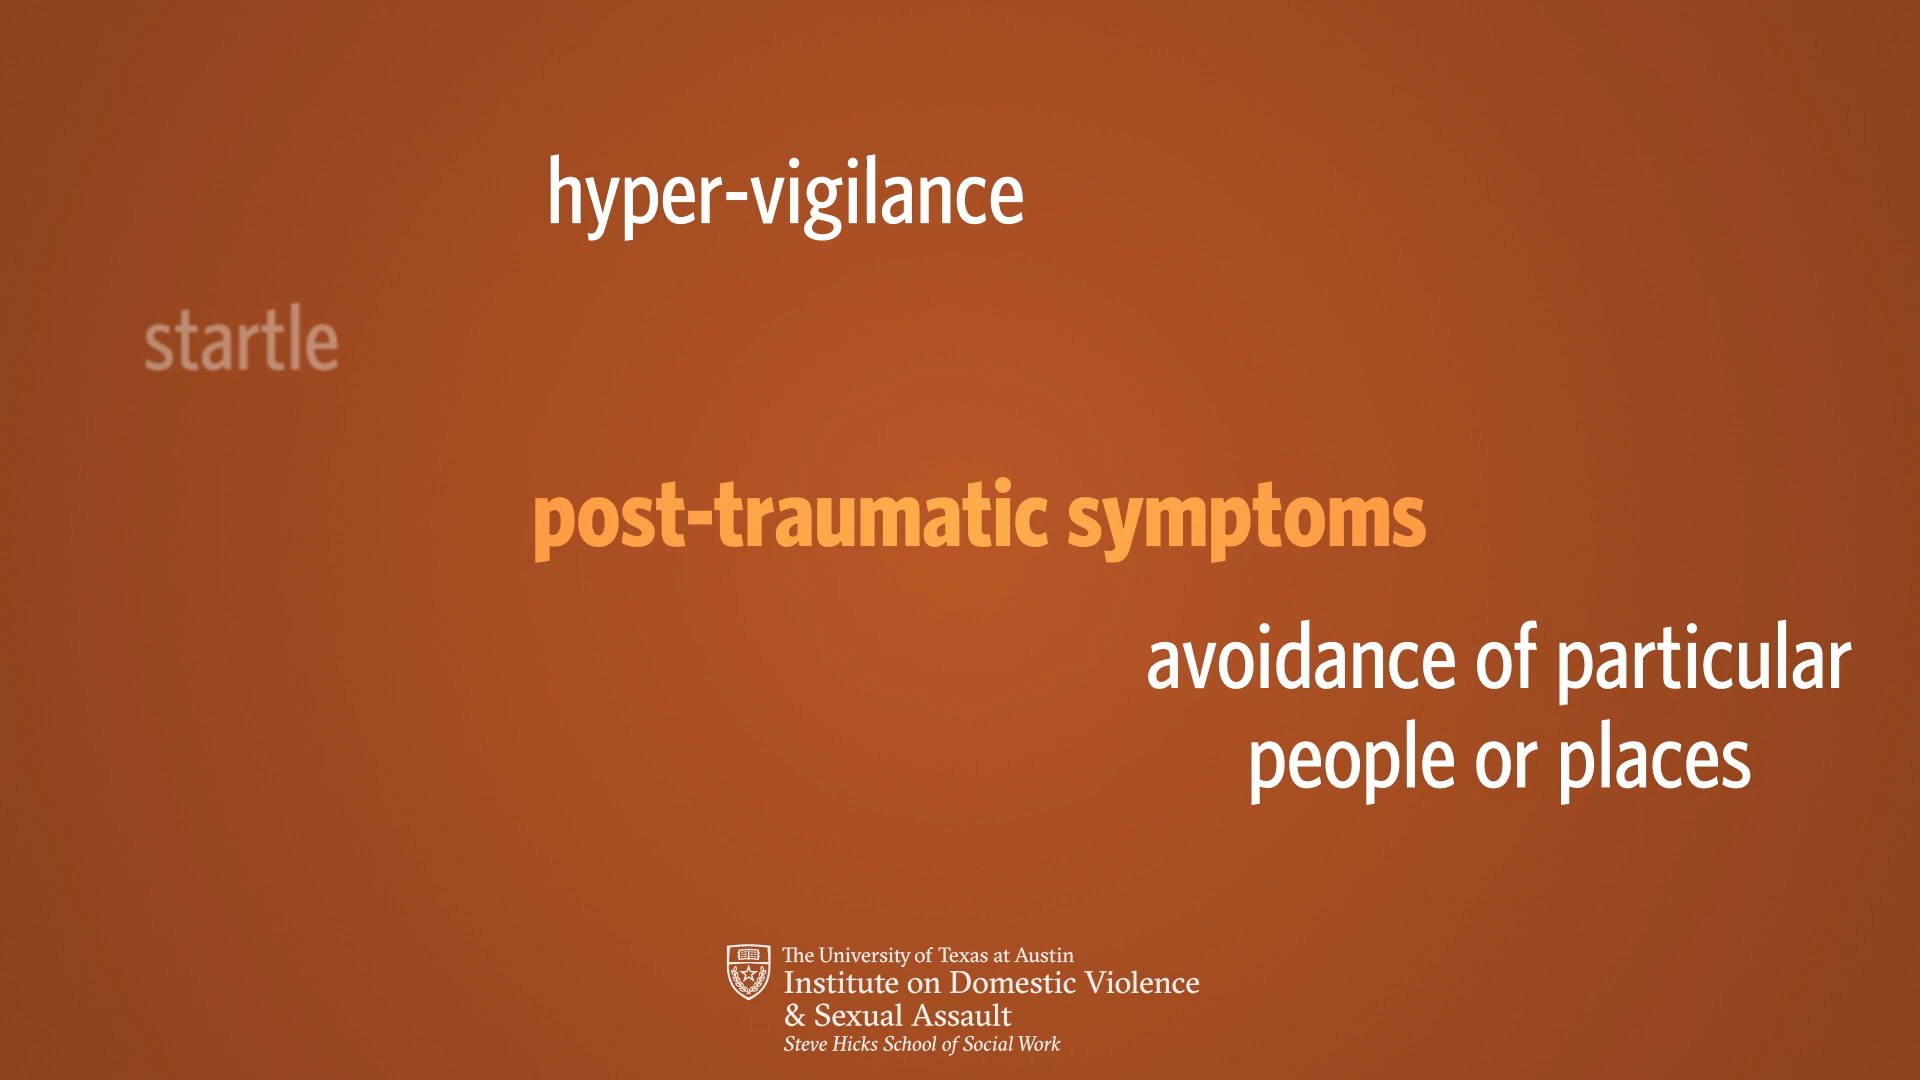 hyper-vigilance
startle
post-traumatic symptoms
avoidance of particular
people or places
The University of Texas at Austin
Institute on Domestic Violence
& Sexual Assault
Steve Hicks School of Social Work